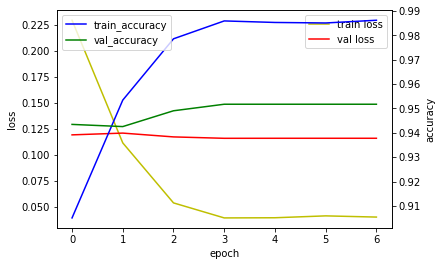 train_accuracy
val_accuracy
train loss
val loss
0.225
0.200
0.175
0.150
0.125
0.100
0.075
0.050
loss
0.99
0.98
0.97
0.96
0.95
0.94
0.93
0.92
0.91
accuracy
0 1 2 3 4 5 6
epoch